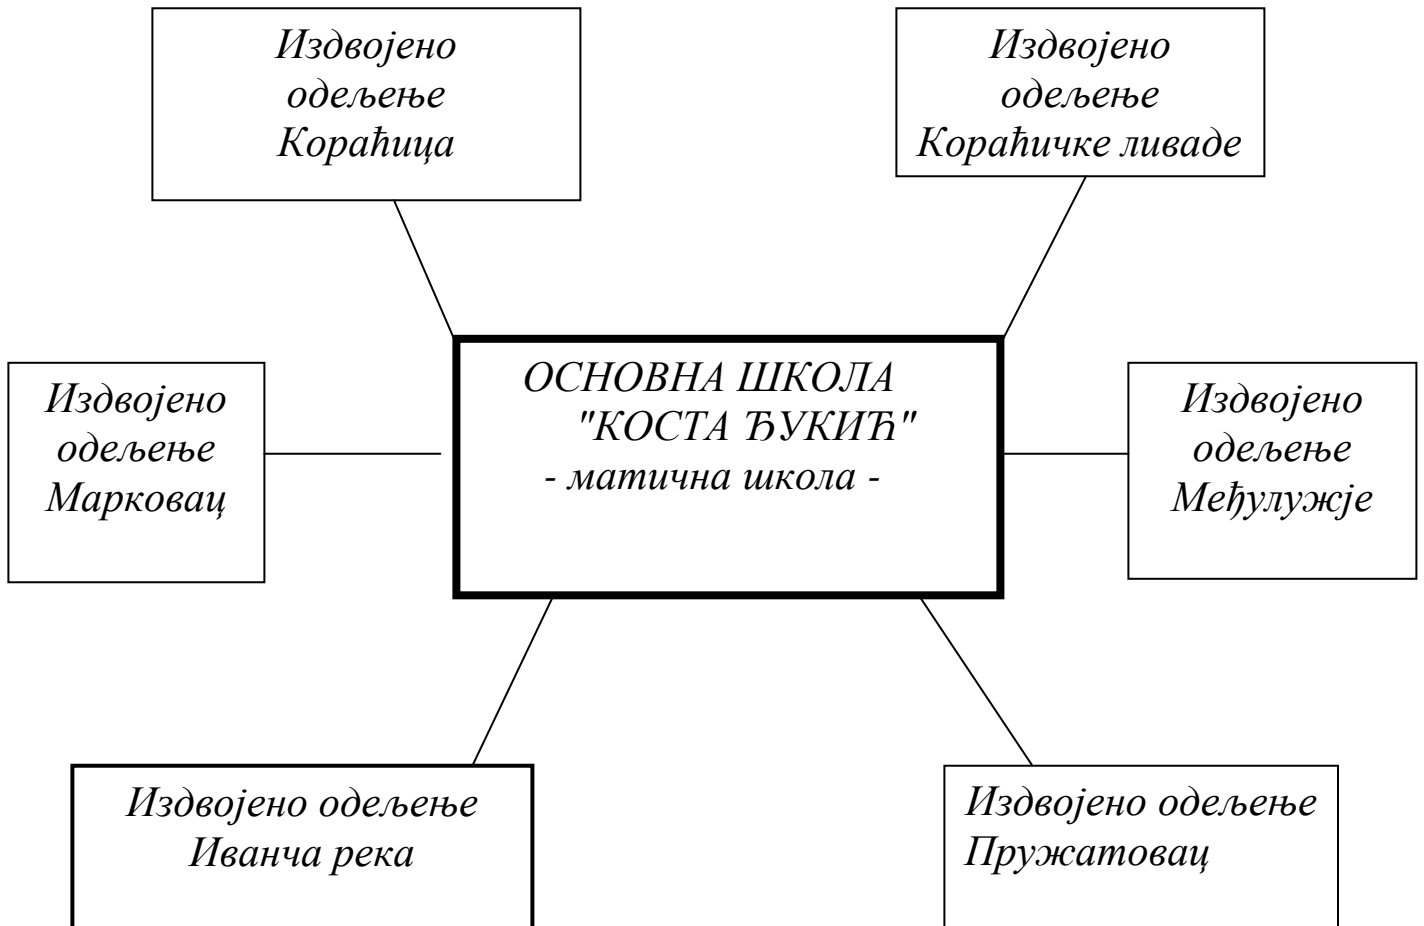 Издвојено
одељење
Кораћица
Издвојено
одељење
Кораћичке ливаде
Издвојено
одељење
Марковац
ОСНОВНА ШКОЛА
"КОСТА ЂУКИЋ"
- матична школа -
Издвојено
одељење
Међулужје
Издвојено одељење
Иванча река
Издвојено одељење
Пружатовац